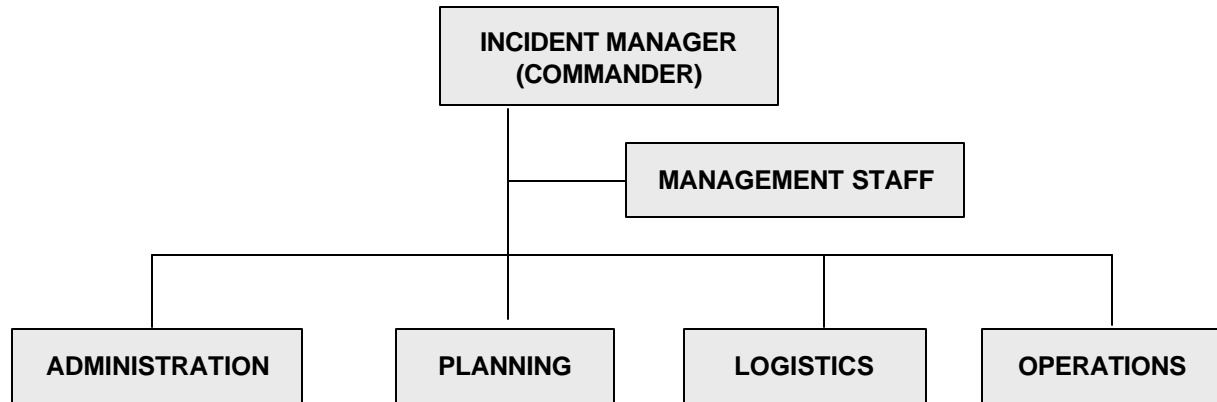 INCIDENT MANAGER
(COMMANDER)
MANAGEMENT STAFF
ADMINISTRATION
PLANNING
LOGISTICS
OPERATIONS